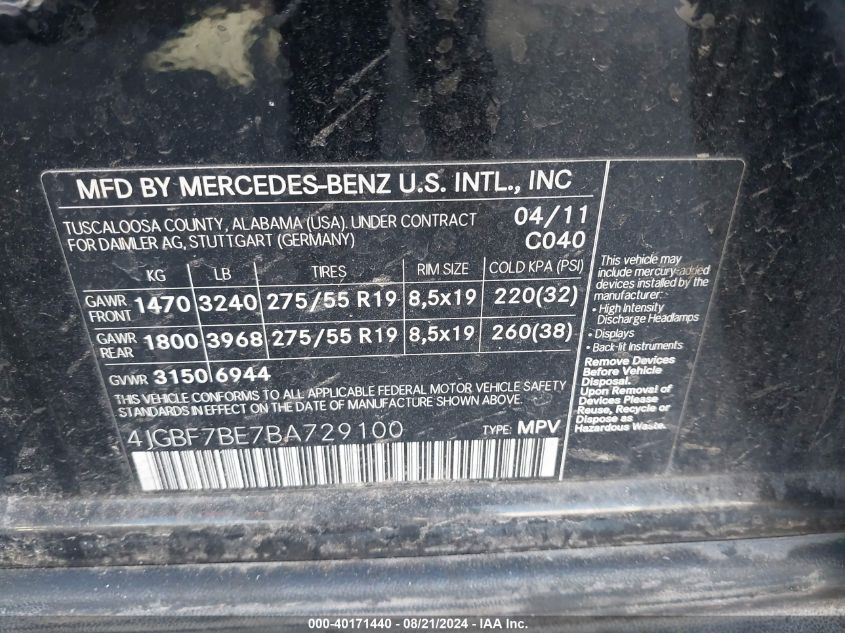 MFD BY MERCEDES-BENZ U.S. INTL., INC
TUSCALOOSA COUNTY, ALABAMA (USA). UNDER CONTRACT
FOR DAIMLER AG, STUTTGART (GERMANY)
04/11
C040
KG LB TIRES RIM SIZE COLD KPA (PSI)
GAWR FRONT 1470 3240 275/55 R19 8,5x19 220(32)
GAWR REAR 1800 3968 275/55 R19 8,5x19 260(38)
GVWR 3150 6944
THIS VEHICLE CONFORMS TO ALL APPLICABLE FEDERAL MOTOR VEHICLE SAFETY
STANDARDS IN EFFECT ON THE DATE OF MANUFACTURE SHOWN ABOVE.
4JGBF7BE7BA729100 TYPE: MPV
This vehicle may
include mercury-added
devices installed by the
manufacturer:
• High Intensity
Discharge Headlamps
• Displays
• Back-lit Instruments
Remove Devices
Before Vehicle
Disposal.
Upon Removal of
Devices Please
Reuse, Recycle or
Dispose as
Hazardous Waste.
000-40171440 - 08/21/2024 - IAAI.com